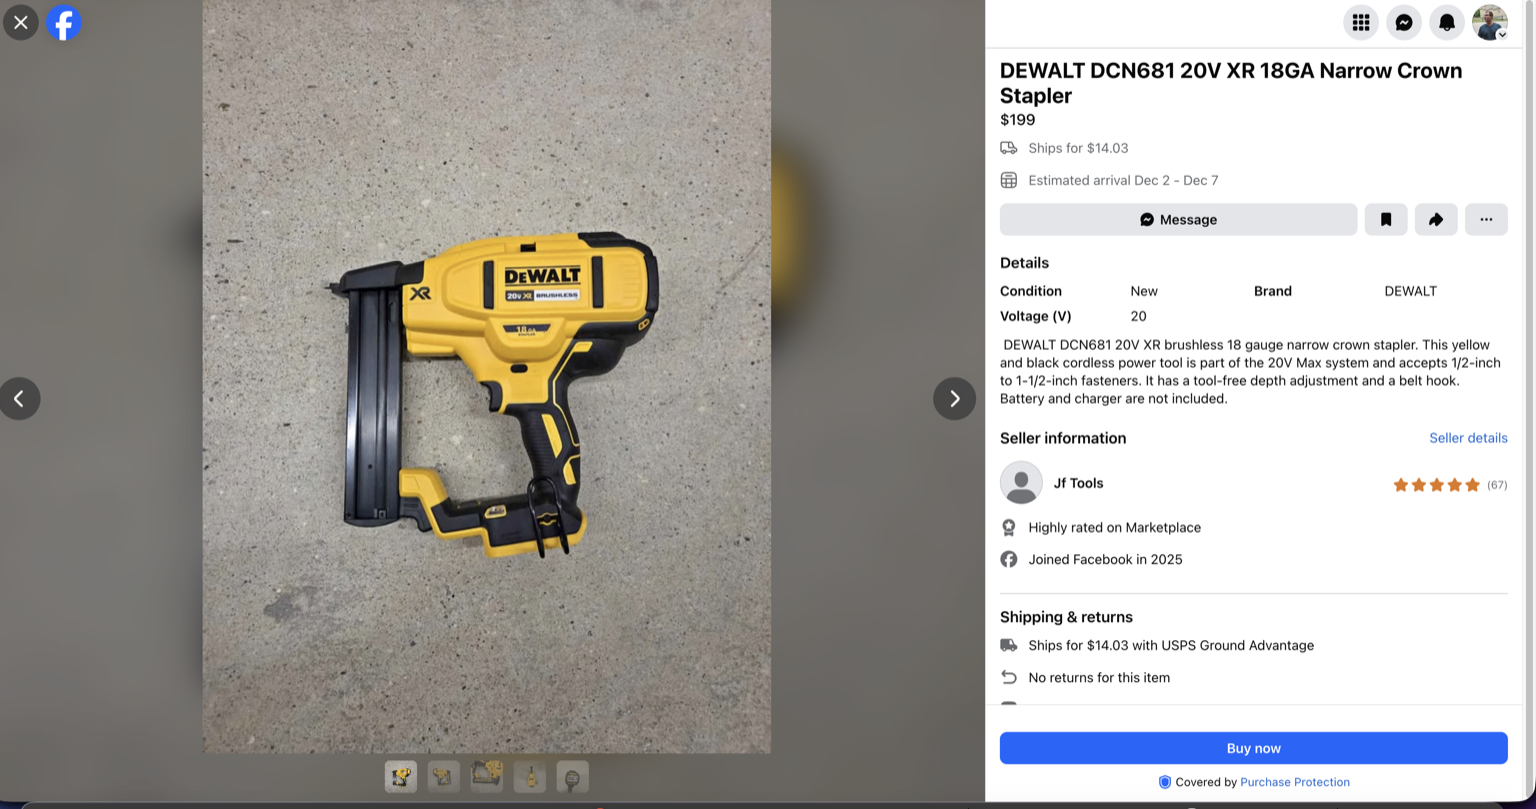 DEWALT DCN681 20V XR 18GA Narrow Crown
Stapler
$199
Ships for $14.03
Estimated arrival Dec 2 - Dec 7
Message
Details
Condition New Brand DEWALT
Voltage (V) 20
DEWALT DCN681 20V XR brushless 18 gauge narrow crown stapler. This yellow
and black cordless power tool is part of the 20V Max system and accepts 1/2-inch
to 1-1/2-inch fasteners. It has a tool-free depth adjustment and a belt hook.
Battery and charger are not included.
Seller information Seller details
Jf Tools (67)
Highly rated on Marketplace
Joined Facebook in 2025
Shipping & returns
Ships for $14.03 with USPS Ground Advantage
No returns for this item
Buy now
Covered by Purchase Protection
DEWALT
20V XR BRUSHLESS
XR
18 GA